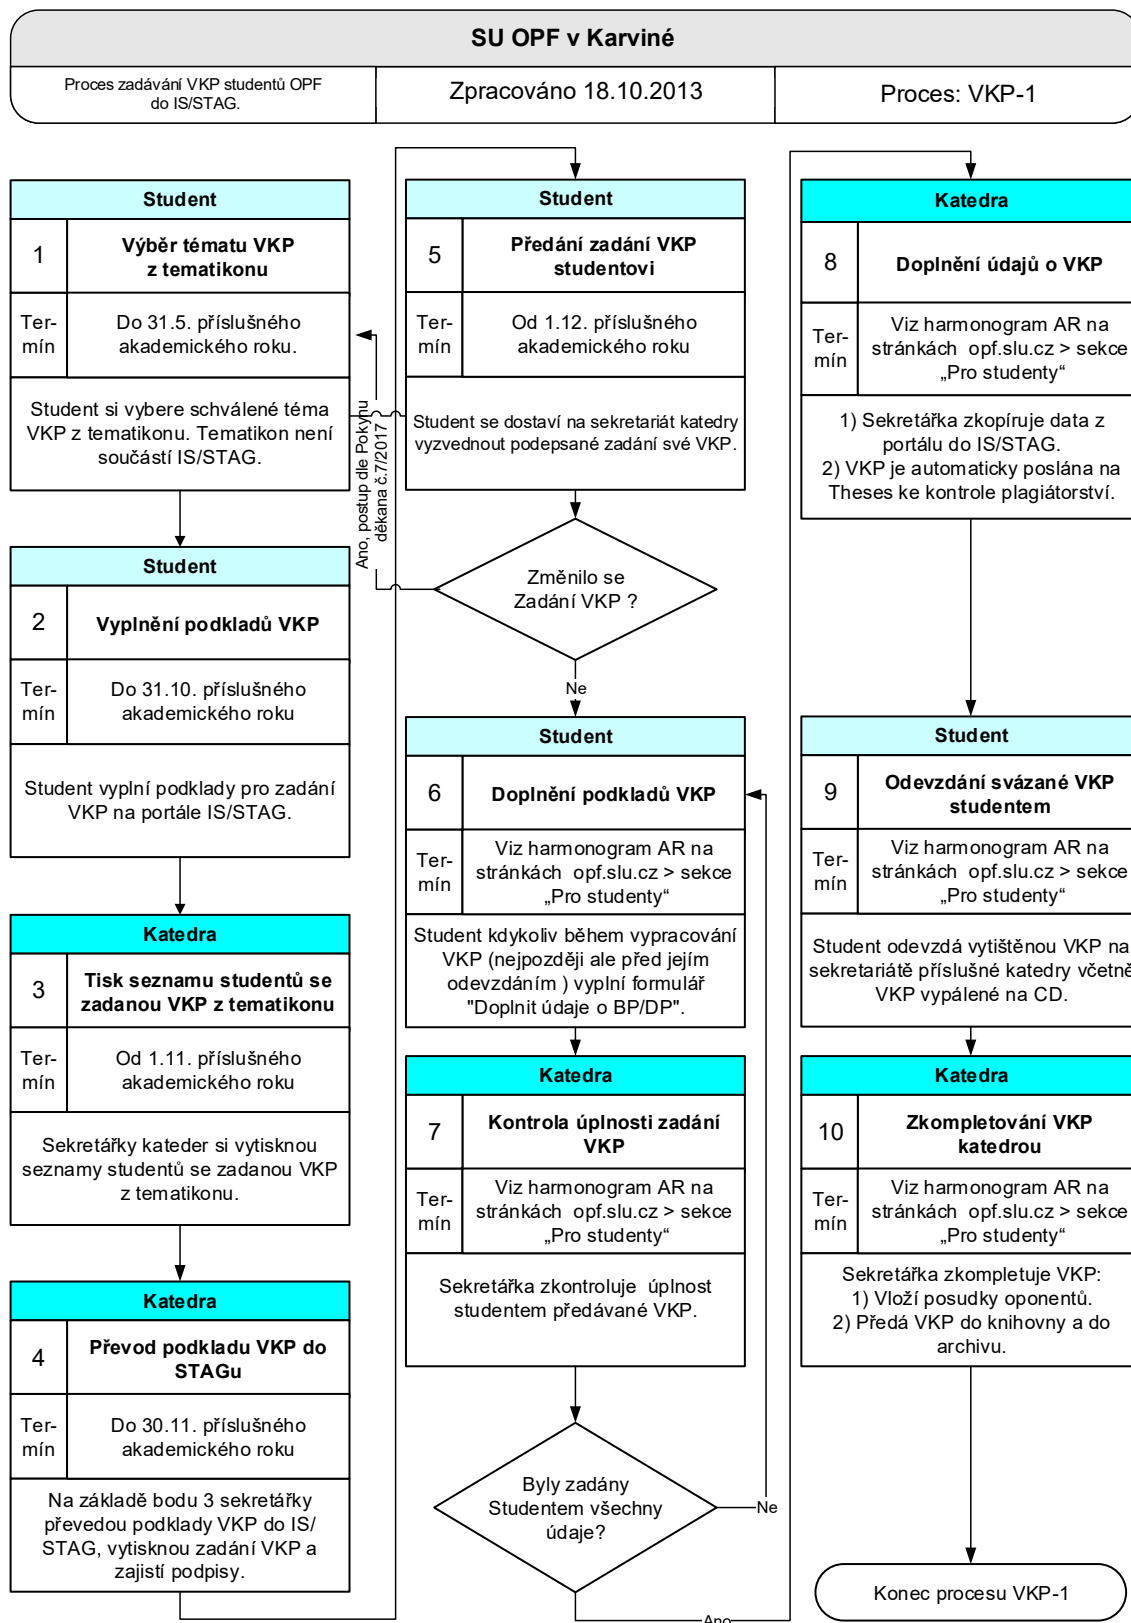 SU OPF v Karviné
Proces zadávání VKP studentů OPF
do IS/STAG.
Zpracováno 18.10.2013
Proces: VKP-1
Student
1
Výběr tématu VKP
z tematikonu
Ter-
mín
Do 31.5. příslušného
akademického roku.
Student si vybere schválené téma
VKP z tematikonu. Tematikon není
součástí IS/STAG.
Student
2
Vyplnění podkladů VKP
Ter-
mín
Do 31.10. příslušného
akademického roku
Student vyplní podklady pro zadání
VKP na portále IS/STAG.
Katedra
3
Tisk seznamu studentů se
zadanou VKP z tematikonu
Ter-
mín
Od 1.11. příslušného
akademického roku
Sekretářky kateder si vytisknou
seznamy studentů se zadanou VKP
z tematikonu.
Katedra
4
Převod podkladu VKP do
STAGu
Ter-
mín
Do 30.11. příslušného
akademického roku
Na základě bodu 3 sekretářky
převedou podklady VKP do IS/
STAG, vytisknou zadání VKP a
zajistí podpisy.
Student
5
Předání zadání VKP
studentovi
Ter-
mín
Od 1.12. příslušného
akademického roku
Student se dostaví na sekretariát katedry
vyzvednout podepsané zadání své VKP.
Změnilo se
Zadání VKP ?
Ano, postup dle Pokynu
děkana č.7/2017
Ne
Student
6
Doplnění podkladů VKP
Ter-
mín
Viz harmonogram AR na
stránkách opf.slu.cz > sekce
„Pro studenty“
Student kdykoliv během vypracování
VKP (nejpozději ale před jejím
odevzdáním ) vyplní formulář
"Doplnit údaje o BP/DP".
Katedra
7
Kontrola úplnosti zadání
VKP
Ter-
mín
Viz harmonogram AR na
stránkách opf.slu.cz > sekce
„Pro studenty“
Sekretářka zkontroluje úplnost
studentem předávané VKP.
Byly zadány
Studentem všechny
údaje?
Ne
Ano
Katedra
8
Doplnění údajů o VKP
Ter-
mín
Viz harmonogram AR na
stránkách opf.slu.cz > sekce
„Pro studenty“
1) Sekretářka zkopíruje data z
portálu do IS/STAG.
2) VKP je automaticky poslána na
Theses ke kontrole plagiátorství.
Student
9
Odevzdání svázané VKP
studentem
Ter-
mín
Viz harmonogram AR na
stránkách opf.slu.cz > sekce
„Pro studenty“
Student odevzdá vytištěnou VKP na
sekretariátě příslušné katedry včetně
VKP vypálené na CD.
Katedra
10
Zkompletování VKP
katedrou
Ter-
mín
Viz harmonogram AR na
stránkách opf.slu.cz > sekce
„Pro studenty“
Sekretářka zkompletuje VKP:
1) Vloží posudky oponentů.
2) Předá VKP do knihovny a do
archivu.
Konec procesu VKP-1